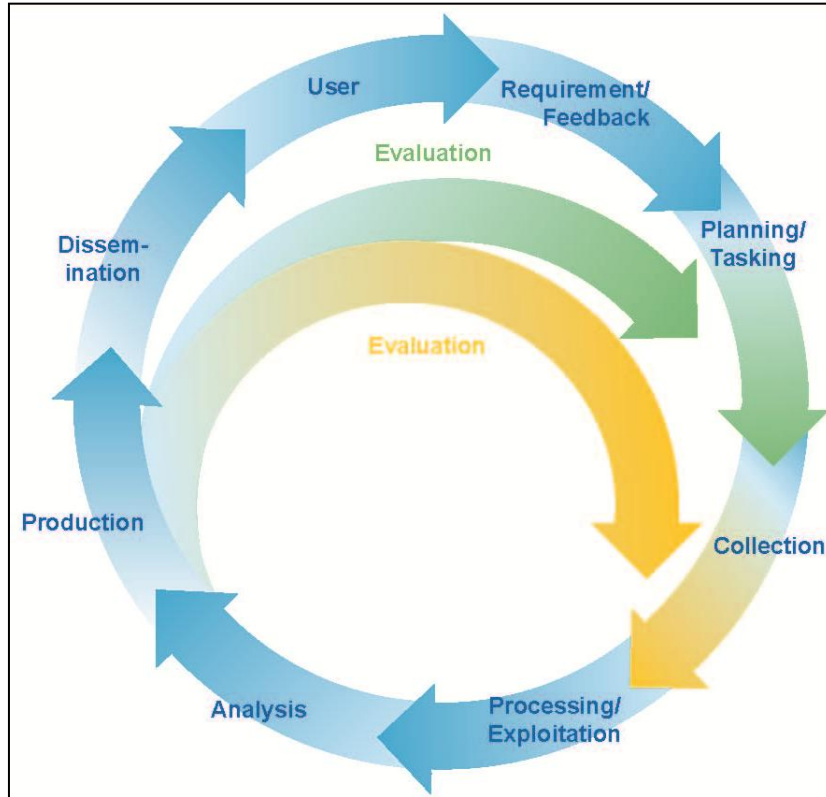 User
Requirement/
Feedback
Evaluation
Planning/
Tasking
Dissem-
ination
Evaluation
Production
Collection
Analysis
Processing/
Exploitation